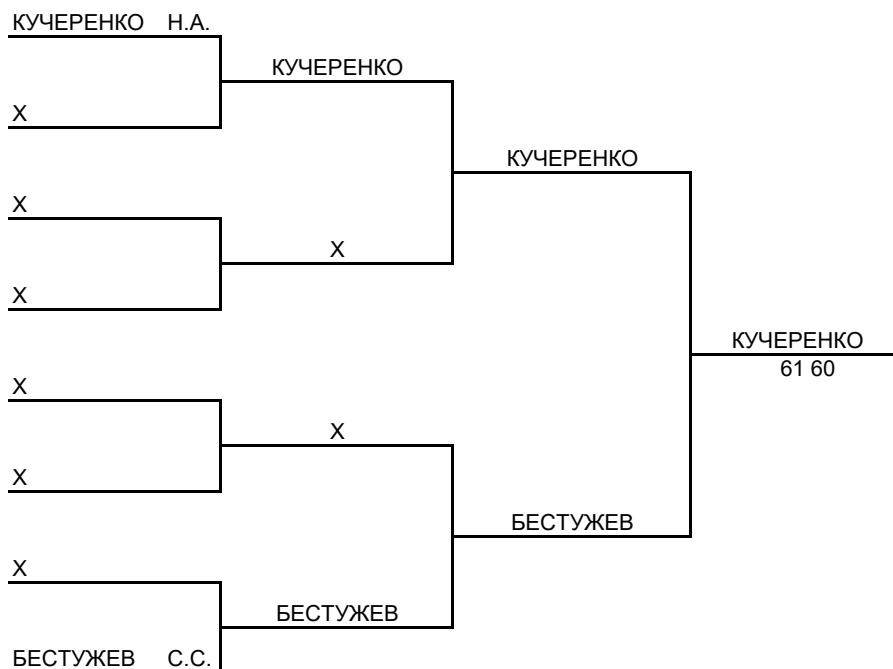 КУЧЕРЕНКО Н.А.
КУЧЕРЕНКО
X
КУЧЕРЕНКО
X
X
X
КУЧЕРЕНКО
61 60
X
X
X
БЕСТУЖЕВ
X
БЕСТУЖЕВ
БЕСТУЖЕВ С.С.